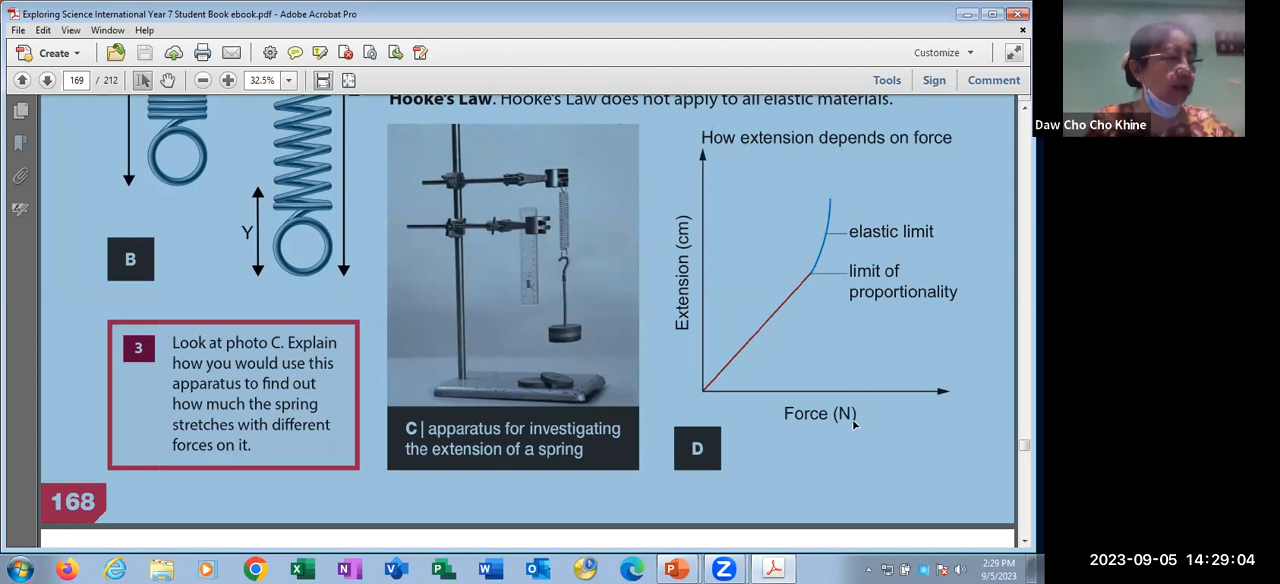 Exploring Science International Year 7 Student Book ebook.pdf - Adobe Acrobat Pro
File Edit View Window Help
Create
Customize
169 / 212
32.5%
Tools Sign Comment
Daw Cho Cho Khine
Hooke's Law. Hooke's Law does not apply to all elastic materials.
Y
B
3
Look at photo C. Explain
how you would use this
apparatus to find out
how much the spring
stretches with different
forces on it.
C | apparatus for investigating
the extension of a spring
How extension depends on force
Extension (cm)
elastic limit
limit of
proportionality
Force (N)
D
168
2:29 PM
9/5/2023
2023-09-05 14:29:04